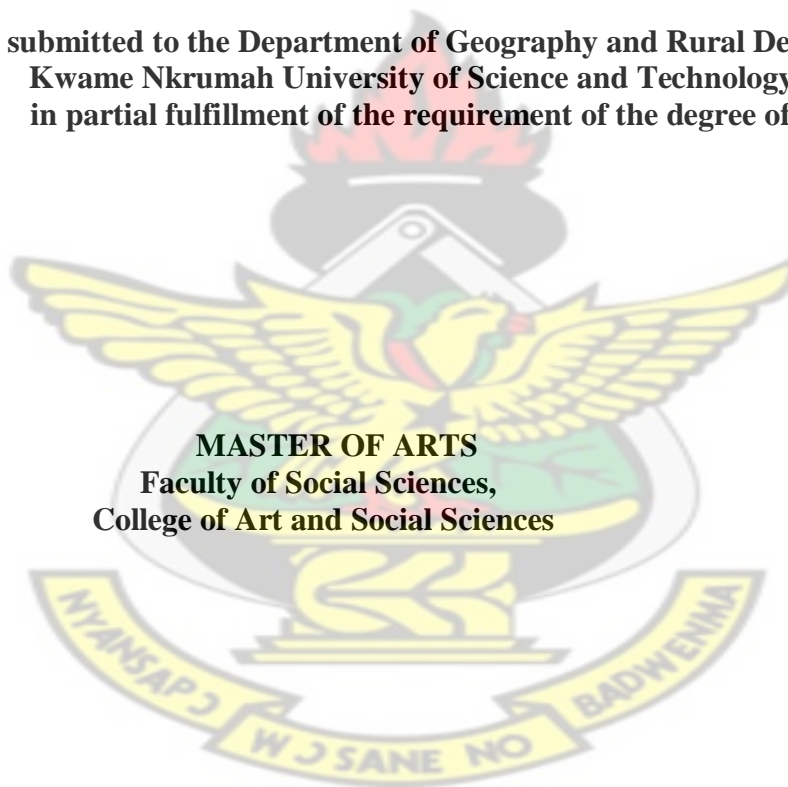 submitted to the Department of Geography and Rural De
Kwame Nkrumah University of Science and Technology
in partial fulfillment of the requirement of the degree of
MASTER OF ARTS
Faculty of Social Sciences,
College of Art and Social Sciences
NYANSAPƆ
WƆ SANE NO
BADWENMA